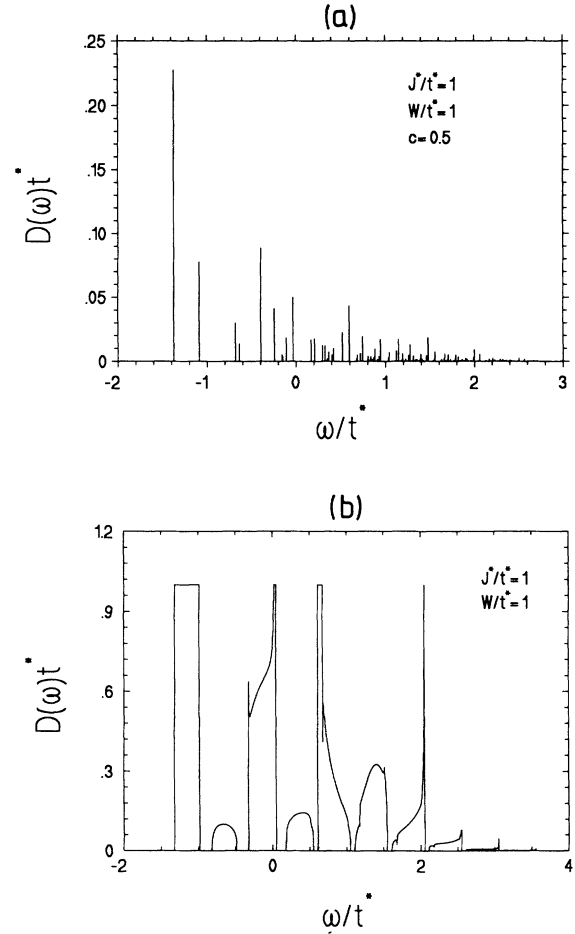 (a)
.25
.20
.15
.10
.05
0
D(ω)t*
J*/t*=1
W/t*=1
c=0.5
-2 -1 0 1 2 3
ω/t*
(b)
1.2
.9
.6
.3
0
D(ω)t*
J*/t*=1
W/t*=1
-2 0 2 4
ω/t*